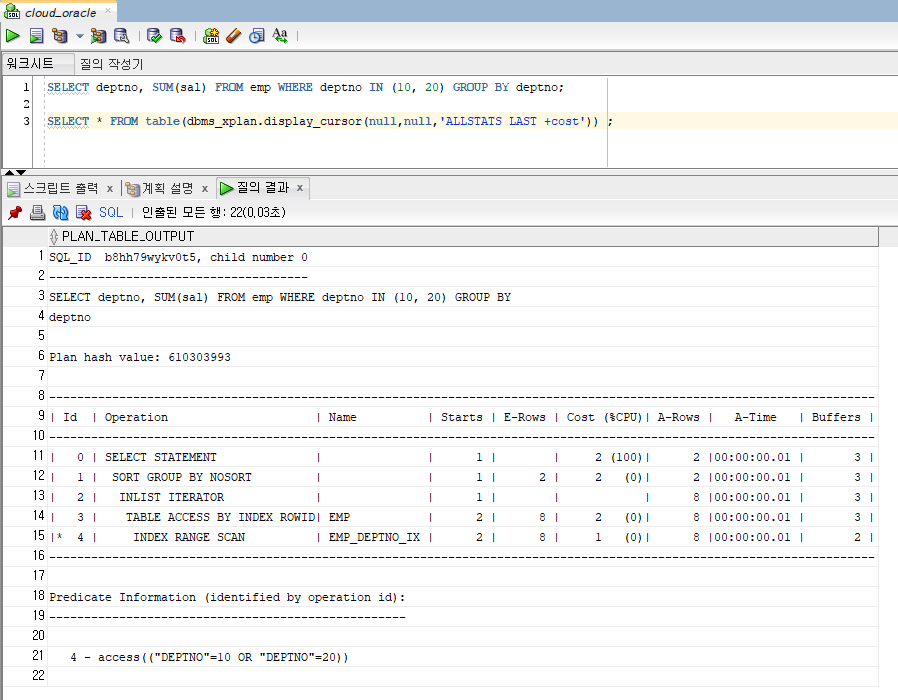 cloud_oracle
워크시트 질의 작성기
1 SELECT deptno, SUM(sal) FROM emp WHERE deptno IN (10, 20) GROUP BY deptno;
2
3 SELECT * FROM table(dbms_xplan.display_cursor(null,null,'ALLSTATS LAST +cost')) ;
스크립트 출력 x 계획 설명 x 질의 결과 x
SQL | 인출된 모든 행: 22(0,03초)
PLAN_TABLE_OUTPUT
1 SQL_ID  b8hh79wykv0t5, child number 0
2 -------------------------------------
3 SELECT deptno, SUM(sal) FROM emp WHERE deptno IN (10, 20) GROUP BY
4 deptno
5
6 Plan hash value: 610303993
7
8 ----------------------------------------------------------------------------------------------------------------------
9 | Id  | Operation                     | Name          | Starts | E-Rows | Cost (%CPU)| A-Rows |   A-Time   | Buffers |
10 ----------------------------------------------------------------------------------------------------------------------
11 |   0 | SELECT STATEMENT              |               |      1 |        |     2 (100)|      2 |00:00:00.01 |       3 |
12 |   1 |  SORT GROUP BY NOSORT         |               |      1 |      2 |     2   (0)|      2 |00:00:00.01 |       3 |
13 |   2 |   INLIST ITERATOR             |               |      1 |        |            |      8 |00:00:00.01 |       3 |
14 |   3 |    TABLE ACCESS BY INDEX ROWID| EMP           |      2 |      8 |     2   (0)|      8 |00:00:00.01 |       3 |
15 |*  4 |     INDEX RANGE SCAN          | EMP_DEPTNO_IX |      2 |      8 |     1   (0)|      8 |00:00:00.01 |       2 |
16 ----------------------------------------------------------------------------------------------------------------------
17
18 Predicate Information (identified by operation id):
19 ---------------------------------------------------
20
21    4 - access(("DEPTNO"=10 OR "DEPTNO"=20))
22